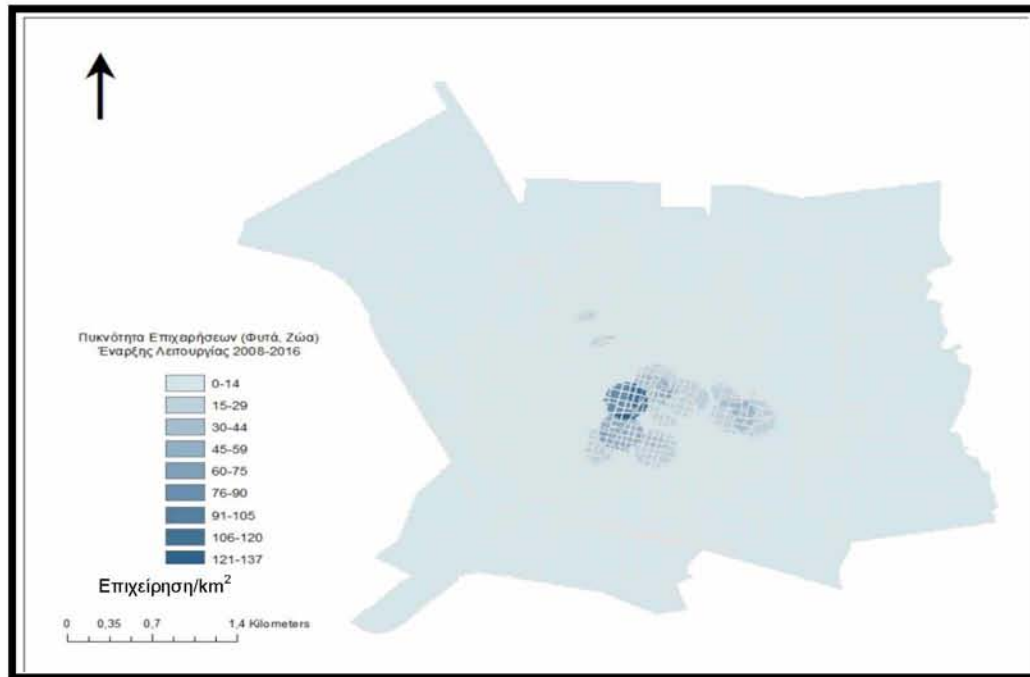 Πυκνότητα Επιχειρήσεων (Φυτά, Ζώα)
Έναρξης Λειτουργίας 2008-2016
0-14
15-29
30-44
45-59
60-75
76-90
91-105
106-120
121-137
Επιχείρηση/km²
0 0,35 0,7 1,4 Kilometers